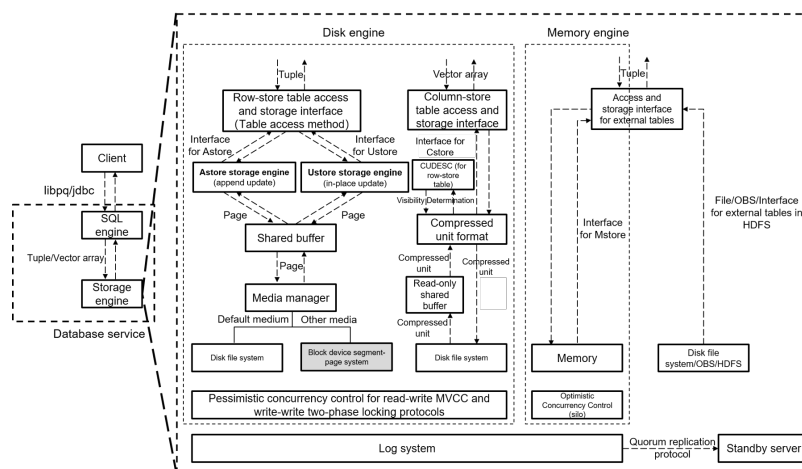 Disk engine
Memory engine
Tuple
Vector array
Tuple
Row-store table access
and storage interface
(Table access method)
Column-store
table access and
storage interface
Access and
storage interface
for external tables
Interface
for Astore
Interface
for Ustore
Interface for
Cstore
Client
libpq/jdbc
Astore storage engine
(append update)
Ustore storage engine
(in-place update)
CUDESC (for
row-store
table)
Visibility
Determination
File/OBS/Interface
for external tables in
HDFS
SQL
engine
Page
Page
Shared buffer
Compressed
unit format
Interface
for Mstore
Tuple/Vector array
Page
Compressed
unit
Compressed
unit
Storage
engine
Media manager
Read-only
shared
buffer
Database service
Default medium
Other media
Compressed
unit
Disk file system
Block device segment-
page system
Disk file system
Memory
Disk file
system/OBS/HDFS
Pessimistic concurrency control for read-write MVCC and
write-write two-phase locking protocols
Optimistic
Concurrency Control
(silo)
Log system
Quorum replication
protocol
Standby server